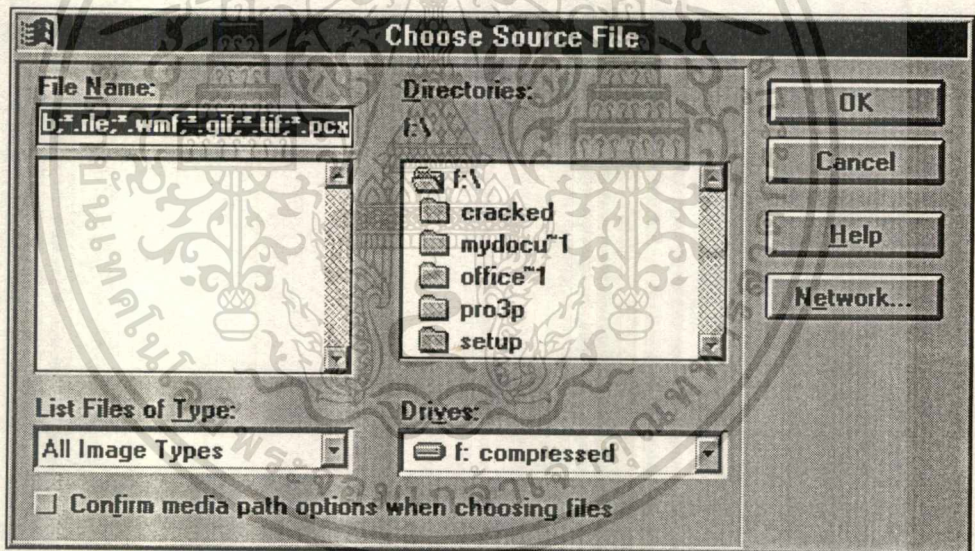 Choose Source File
File Name:
b;*.rle;*.wmf;*.gif;*.tif;*.pcx
Directories:
f:\
f:\
cracked
mydocu~1
office~1
pro3p
setup
List Files of Type:
All Image Types
Drives:
f: compressed
Confirm media path options when choosing files
OK
Cancel
Help
Network...